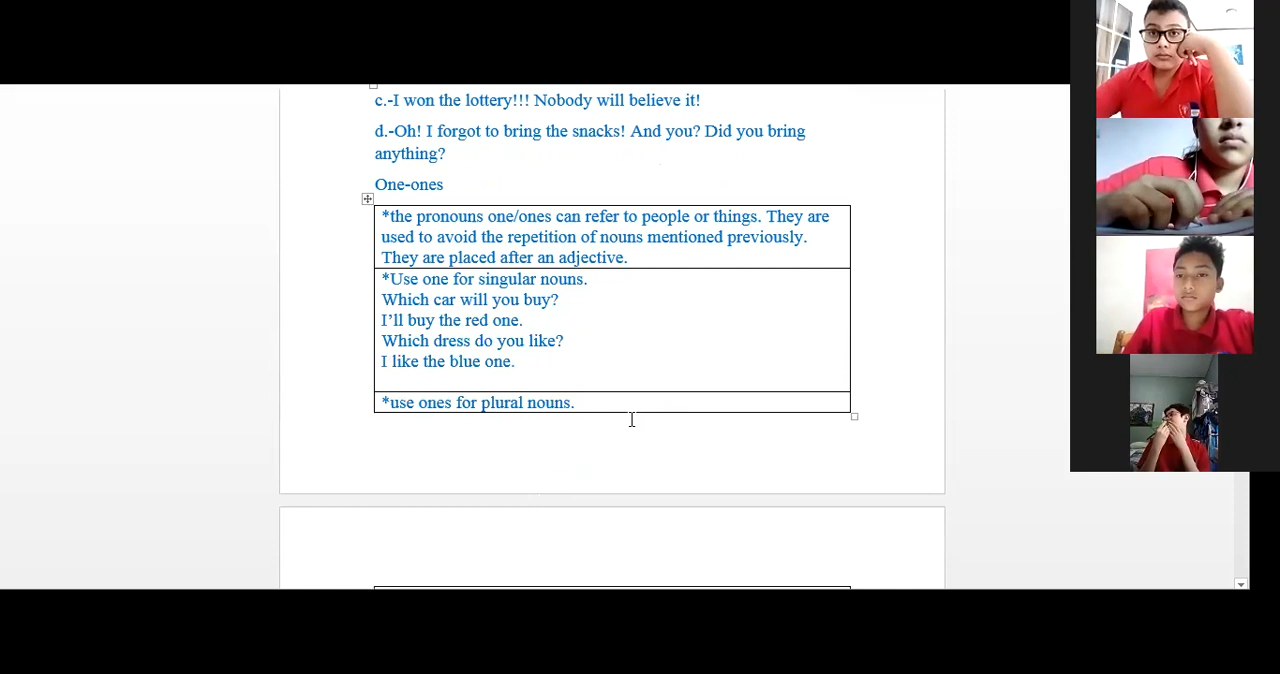 c.-I won the lottery!!! Nobody will believe it!
d.-Oh! I forgot to bring the snacks! And you? Did you bring
anything?
One-ones
*the pronouns one/ones can refer to people or things. They are
used to avoid the repetition of nouns mentioned previously.
They are placed after an adjective.
*Use one for singular nouns.
Which car will you buy?
I’ll buy the red one.
Which dress do you like?
I like the blue one.
*use ones for plural nouns.